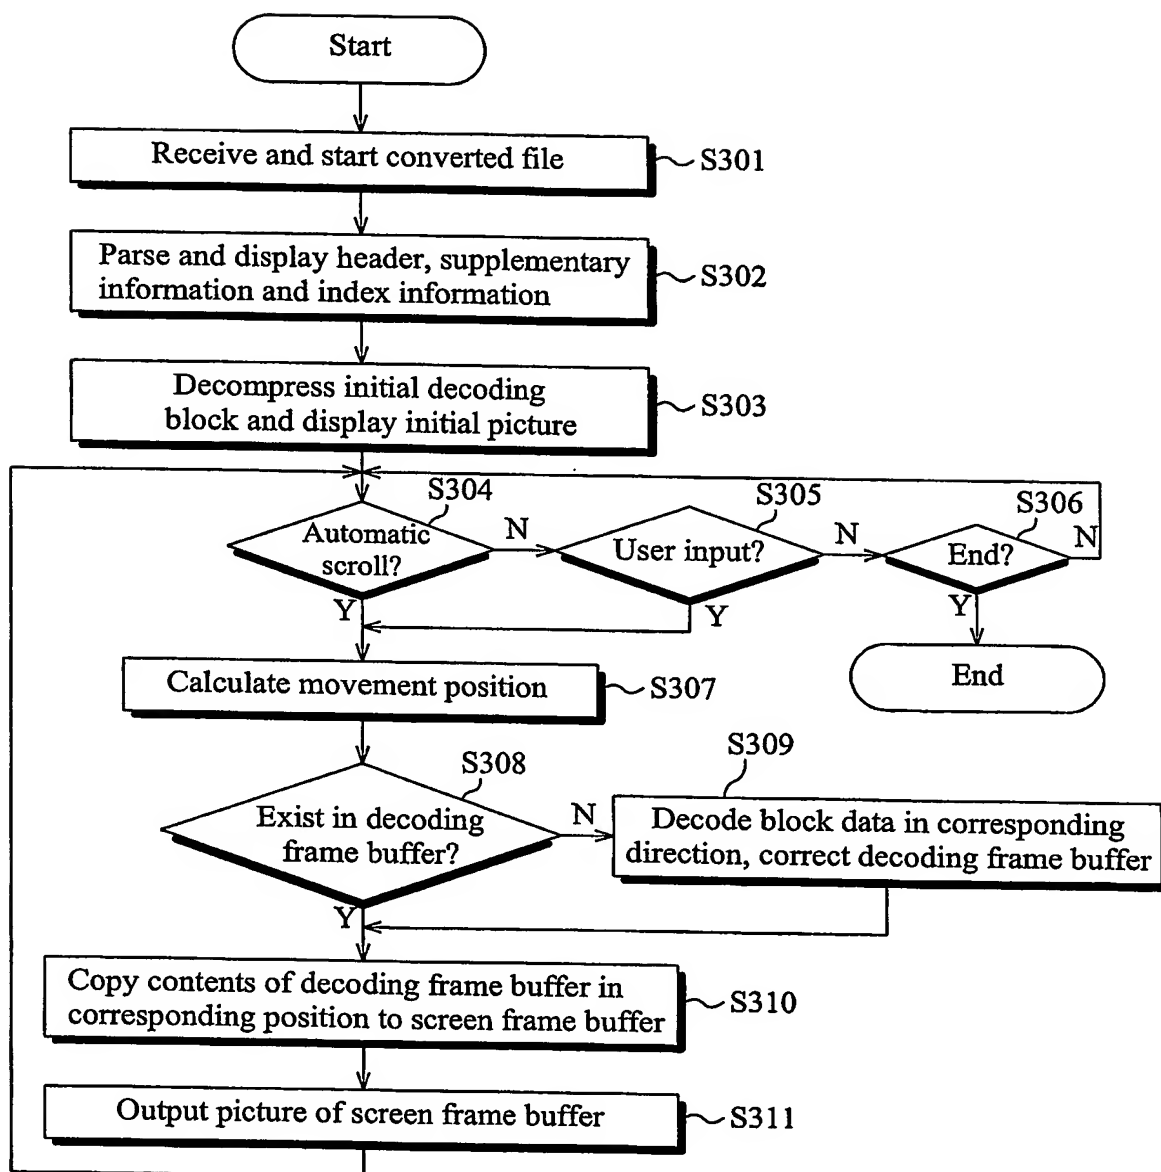 Start
Receive and start converted file
S301
Parse and display header, supplementary
information and index information
S302
Decompress initial decoding
block and display initial picture
S303
S304
Automatic
scroll?
N
Y
S305
User input?
N
Y
S306
End?
N
Y
End
Calculate movement position
S307
S308
Exist in decoding
frame buffer?
N
Y
S309
Decode block data in corresponding
direction, correct decoding frame buffer
Copy contents of decoding frame buffer in
corresponding position to screen frame buffer
S310
Output picture of screen frame buffer
S311